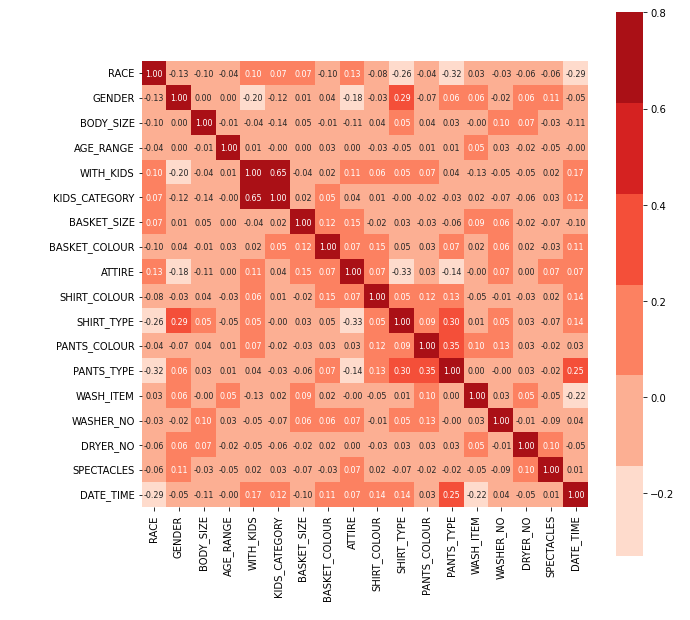 RACE 1.00 -0.13 -0.10 -0.04 0.10 0.07 0.07 -0.10 0.13 -0.08 -0.26 -0.04 -0.32 0.03 -0.03 -0.06 -0.06 -0.29
GENDER -0.13 1.00 0.00 0.00 -0.20 -0.12 0.01 0.04 -0.18 -0.03 0.29 -0.07 0.06 0.06 -0.02 0.06 0.11 -0.05
BODY_SIZE -0.10 0.00 1.00 -0.01 -0.04 -0.14 0.05 -0.01 -0.11 0.04 0.05 0.04 0.03 -0.00 0.10 0.07 -0.03 -0.11
AGE_RANGE -0.04 0.00 -0.01 1.00 0.01 -0.00 0.00 0.03 0.00 -0.03 -0.05 0.01 0.01 0.05 0.03 -0.02 -0.05 -0.00
WITH_KIDS 0.10 -0.20 -0.04 0.01 1.00 0.65 -0.04 0.02 0.11 0.06 0.05 0.07 0.04 -0.13 -0.05 -0.05 0.02 0.17
KIDS_CATEGORY 0.07 -0.12 -0.14 -0.00 0.65 1.00 0.02 0.05 0.04 0.01 -0.00 -0.02 -0.03 0.02 -0.07 -0.06 0.03 0.12
BASKET_SIZE 0.07 0.01 0.05 0.00 -0.04 0.02 1.00 0.12 0.15 -0.02 0.03 -0.03 -0.06 0.09 0.06 -0.02 -0.07 -0.10
BASKET_COLOUR -0.10 0.04 -0.01 0.03 0.02 0.05 0.12 1.00 0.07 0.15 0.05 0.03 0.07 0.02 0.06 0.02 -0.03 0.11
ATTIRE 0.13 -0.18 -0.11 0.00 0.11 0.04 0.15 0.07 1.00 0.07 -0.33 0.03 -0.14 -0.00 0.07 0.00 0.07 0.07
SHIRT_COLOUR -0.08 -0.03 0.04 -0.03 0.06 0.01 -0.02 0.15 0.07 1.00 0.05 0.12 0.13 -0.05 -0.01 -0.03 0.02 0.14
SHIRT_TYPE -0.26 0.29 0.05 -0.05 0.05 -0.00 0.03 0.05 -0.33 0.05 1.00 0.09 0.30 0.01 0.05 0.03 -0.07 0.14
PANTS_COLOUR -0.04 -0.07 0.04 0.01 0.07 -0.02 -0.03 0.03 0.03 0.12 0.09 1.00 0.35 0.10 0.13 0.03 -0.02 0.03
PANTS_TYPE -0.32 0.06 0.03 0.01 0.04 -0.03 -0.06 0.07 -0.14 0.13 0.30 0.35 1.00 0.00 -0.00 0.03 -0.02 0.25
WASH_ITEM 0.03 0.06 -0.00 0.05 -0.13 0.02 0.09 0.02 -0.00 -0.05 0.01 0.10 0.00 1.00 0.03 0.05 -0.05 -0.22
WASHER_NO -0.03 -0.02 0.10 0.03 -0.05 -0.07 0.06 0.06 0.07 -0.01 0.05 0.13 -0.00 0.03 1.00 -0.01 -0.09 0.04
DRYER_NO -0.06 0.06 0.07 -0.02 -0.05 -0.06 -0.02 0.02 0.00 -0.03 0.03 0.03 0.03 0.05 -0.01 1.00 0.10 -0.05
SPECTACLES -0.06 0.11 -0.03 -0.05 0.02 0.03 -0.07 -0.03 0.07 0.02 -0.07 -0.02 -0.02 -0.05 -0.09 0.10 1.00 0.01
DATE_TIME -0.29 -0.05 -0.11 -0.00 0.17 0.12 -0.10 0.11 0.07 0.14 0.14 0.03 0.25 -0.22 0.04 -0.05 0.01 1.00
RACE GENDER BODY_SIZE AGE_RANGE WITH_KIDS KIDS_CATEGORY BASKET_SIZE BASKET_COLOUR ATTIRE SHIRT_COLOUR SHIRT_TYPE PANTS_COLOUR PANTS_TYPE WASH_ITEM WASHER_NO DRYER_NO SPECTACLES DATE_TIME
0.8
0.6
0.4
0.2
0.0
−0.2